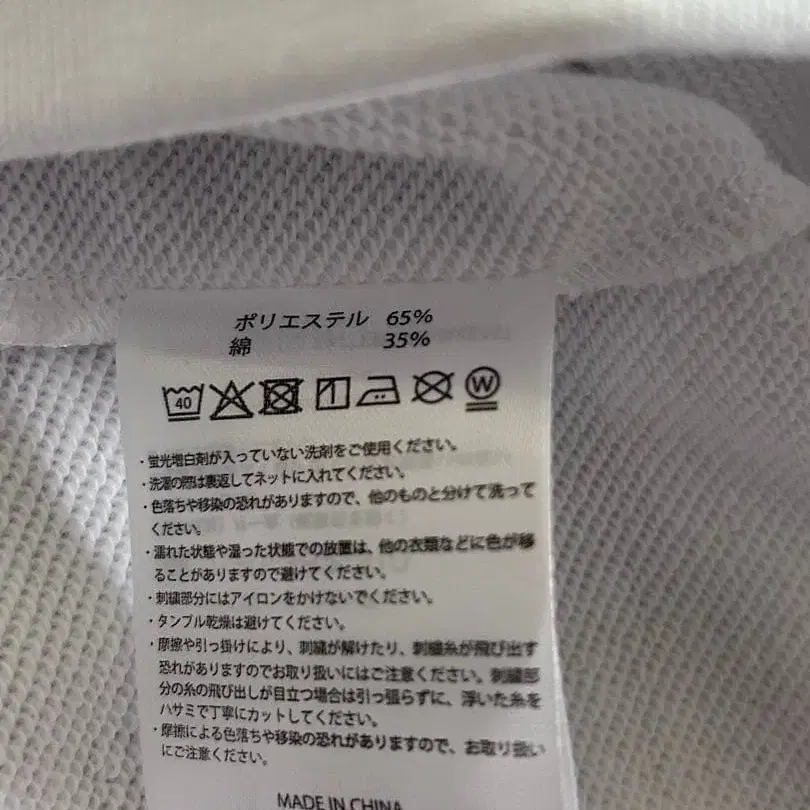 ポリエステル 65%
綿 35%
40
W
・蛍光増白剤が入っていない洗剤をご使用ください。
・洗濯の際は裏返してネットに入れてください。
・色落ちや移染の恐れがありますので、他のものと分けて洗って
ください。
・濡れた状態や湿った状態での放置は、他の衣類などに色が移
ることがありますので避けてください。
・刺繍部分にはアイロンをかけないでください。
・タンブル乾燥は避けてください。
・摩擦や引っ掛けにより、刺繍が解けたり、刺繍糸が飛び出す
恐れがありますのでお取り扱いにはご注意ください。刺繍部
分の糸の飛び出しが目立つ場合は引っ張らずに、浮いた糸を
ハサミで丁寧にカットしてください。
・摩擦による色落ちや移染の恐れがありますので、お取り扱い
にご注意ください。
MADE IN CHINA